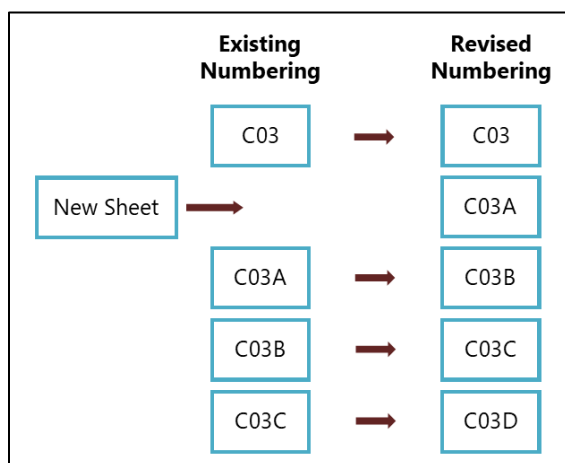 Existing Revised
Numbering Numbering
C03 C03
New Sheet C03A
C03A C03B
C03B C03C
C03C C03D